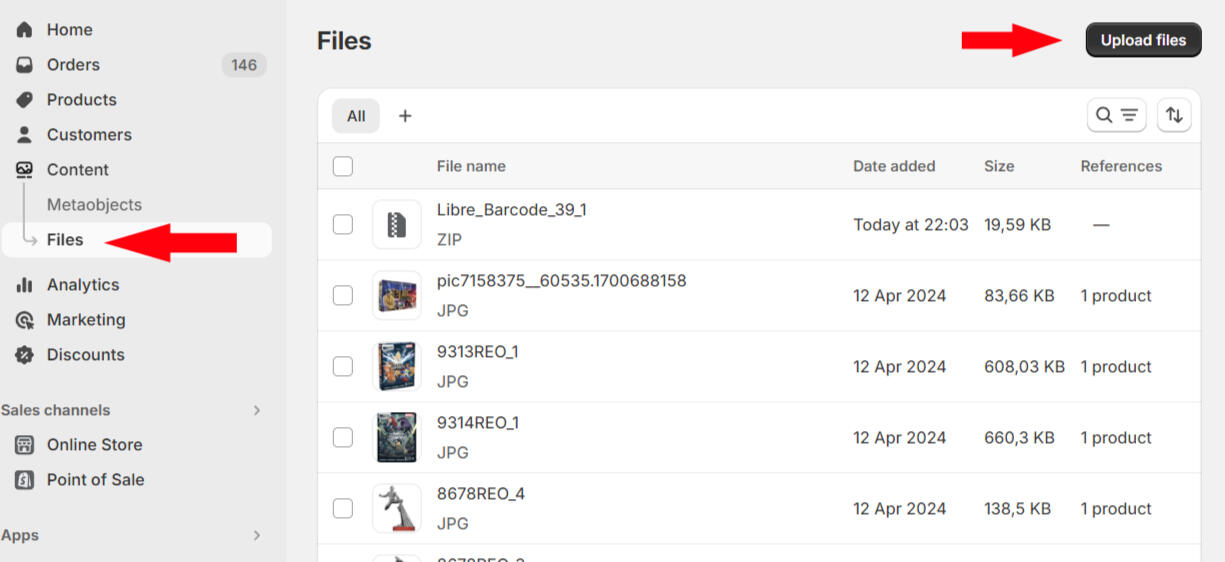 Home
Orders 146
Products
Customers
Content
Metaobjects
Files
Analytics
Marketing
Discounts
Sales channels
Online Store
Point of Sale
Apps
Files
Upload files
All +
File name Date added Size References
Libre_Barcode_39_1
ZIP
Today at 22:03 19,59 KB —
pic7158375__60535.1700688158
JPG
12 Apr 2024 83,66 KB 1 product
9313REO_1
JPG
12 Apr 2024 608,03 KB 1 product
9314REO_1
JPG
12 Apr 2024 660,3 KB 1 product
8678REO_4
JPG
12 Apr 2024 138,5 KB 1 product